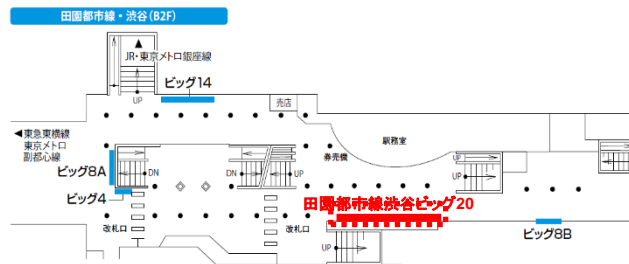 田園都市線・渋谷(B2F)
JR・東京メトロ銀座線
UP
ビッグ14
売店
◀東急東横線
東京メトロ
副都心線
駅務室
券売機
UP
ビッグ8A
DN
DN
UP
UP
ビッグ4
田園都市線渋谷ビッグ20
改札口
改札口
ビッグ8B
UP